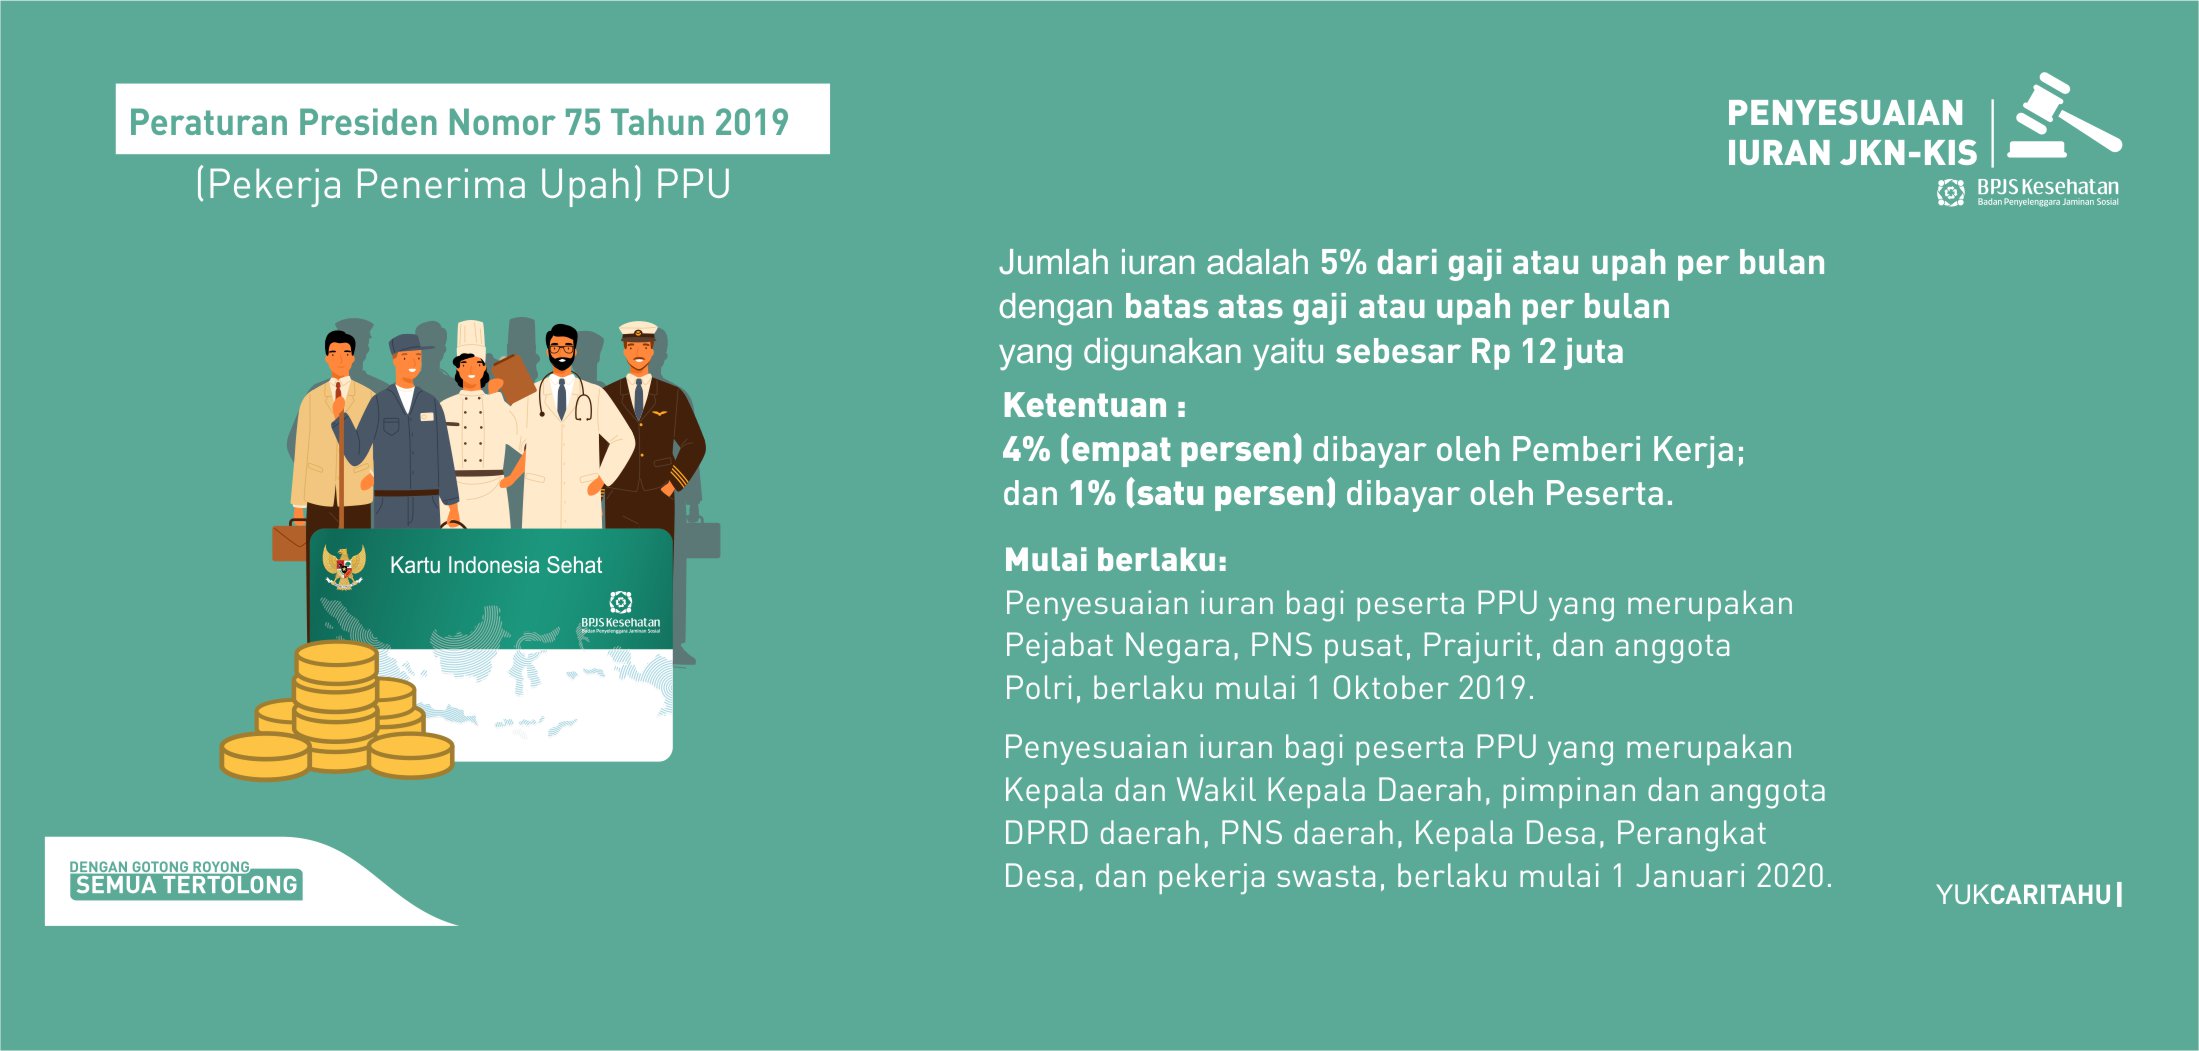 Peraturan Presiden Nomor 75 Tahun 2019
(Pekerja Penerima Upah) PPU
PENYESUAIAN
IURAN JKN-KIS
BPJS Kesehatan
Badan Penyelenggara Jaminan Sosial
Jumlah iuran adalah 5% dari gaji atau upah per bulan
dengan batas atas gaji atau upah per bulan
yang digunakan yaitu sebesar Rp 12 juta
Ketentuan :
4% (empat persen) dibayar oleh Pemberi Kerja;
dan 1% (satu persen) dibayar oleh Peserta.
Mulai berlaku:
Penyesuaian iuran bagi peserta PPU yang merupakan
Pejabat Negara, PNS pusat, Prajurit, dan anggota
Polri, berlaku mulai 1 Oktober 2019.
Penyesuaian iuran bagi peserta PPU yang merupakan
Kepala dan Wakil Kepala Daerah, pimpinan dan anggota
DPRD daerah, PNS daerah, Kepala Desa, Perangkat
Desa, dan pekerja swasta, berlaku mulai 1 Januari 2020.
Kartu Indonesia Sehat
BPJS Kesehatan
Badan Penyelenggara Jaminan Sosial
DENGAN GOTONG ROYONG
SEMUA TERTOLONG
YUKCARITAHU